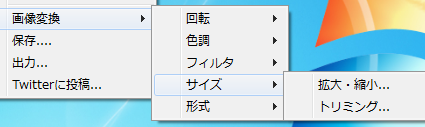 画像変換
保存....
出力...
Twitterに投稿...
回転
色調
フィルタ
サイズ
形式
拡大・縮小...
トリミング...